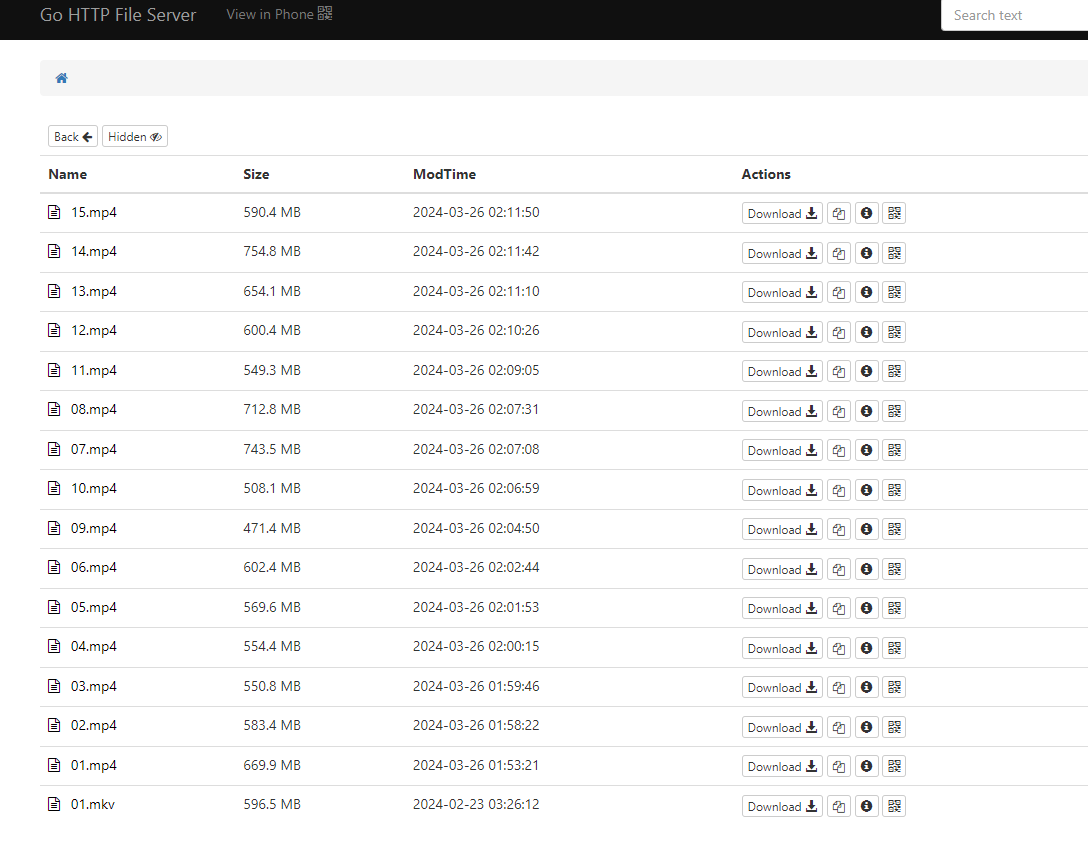 Go HTTP File Server View in Phone Search text
Back Hidden
Name Size ModTime Actions
15.mp4 590.4 MB 2024-03-26 02:11:50 Download
14.mp4 754.8 MB 2024-03-26 02:11:42 Download
13.mp4 654.1 MB 2024-03-26 02:11:10 Download
12.mp4 600.4 MB 2024-03-26 02:10:26 Download
11.mp4 549.3 MB 2024-03-26 02:09:05 Download
08.mp4 712.8 MB 2024-03-26 02:07:31 Download
07.mp4 743.5 MB 2024-03-26 02:07:08 Download
10.mp4 508.1 MB 2024-03-26 02:06:59 Download
09.mp4 471.4 MB 2024-03-26 02:04:50 Download
06.mp4 602.4 MB 2024-03-26 02:02:44 Download
05.mp4 569.6 MB 2024-03-26 02:01:53 Download
04.mp4 554.4 MB 2024-03-26 02:00:15 Download
03.mp4 550.8 MB 2024-03-26 01:59:46 Download
02.mp4 583.4 MB 2024-03-26 01:58:22 Download
01.mp4 669.9 MB 2024-03-26 01:53:21 Download
01.mkv 596.5 MB 2024-02-23 03:26:12 Download